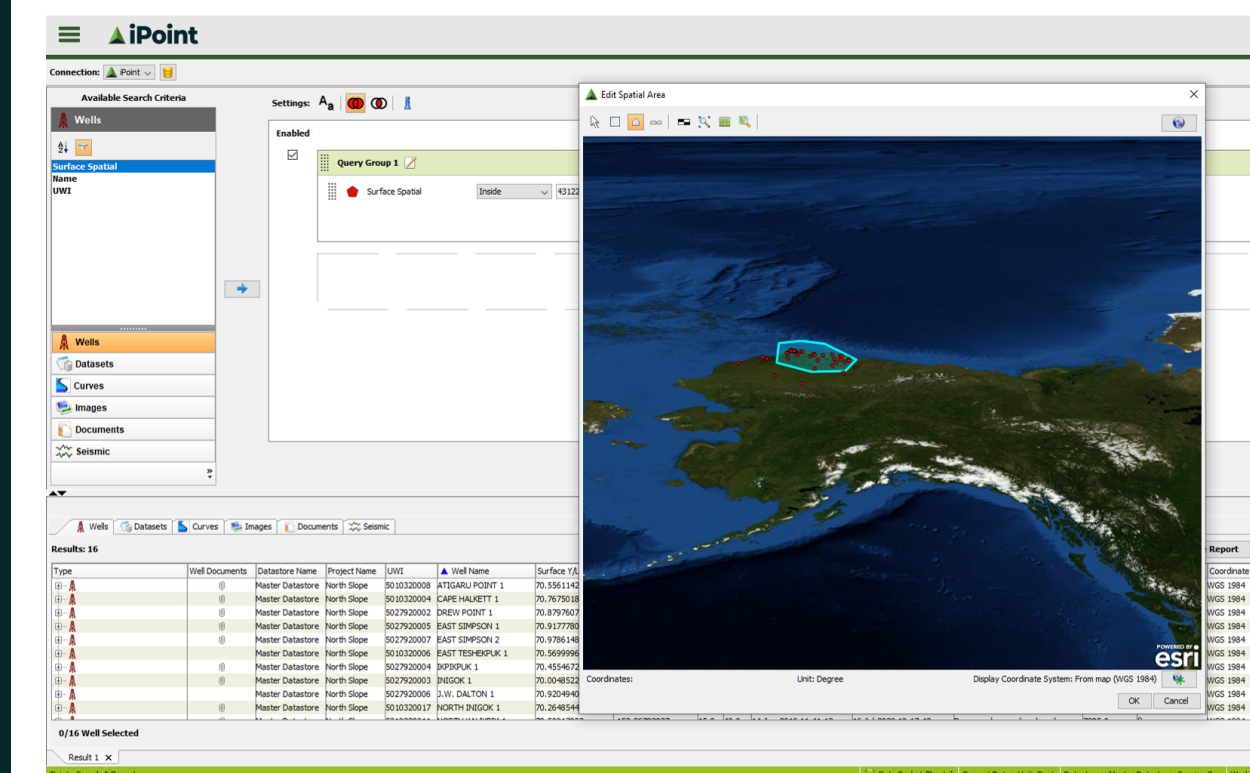 iPoint
Connection: iPoint
Available Search Criteria
Wells
Surface Spatial
Name
UWI
Wells
Datasets
Curves
Images
Documents
Seismic
Settings:
Enabled
Query Group 1
Surface Spatial Inside 43122
Edit Spatial Area
POWERED BY
esri
Coordinates: Unit: Degree Display Coordinate System: From map (WGS 1984)
OK Cancel
Wells Datasets Curves Images Documents Seismic
Results: 16
Report
Type Well Documents Datastore Name Project Name UWI Well Name Surface Y/L Coordinate
Master Datastore North Slope 5010320008 ATIGARU POINT 1 70.5561142 WGS 1984
Master Datastore North Slope 5010320004 CAPE HALKETT 1 70.7675018 WGS 1984
Master Datastore North Slope 5027920002 DREW POINT 1 70.8797607 WGS 1984
Master Datastore North Slope 5027920005 EAST SIMPSON 1 70.9177780 WGS 1984
Master Datastore North Slope 5027920007 EAST SIMPSON 2 70.9786148 WGS 1984
Master Datastore North Slope 5010320006 EAST TESHEKPUK 1 70.5699996 WGS 1984
Master Datastore North Slope 5027920004 IKPIKPUK 1 70.4554672 WGS 1984
Master Datastore North Slope 5027920003 INIGOK 1 70.0048522 WGS 1984
Master Datastore North Slope 5027920006 J.W. DALTON 1 70.9204940 WGS 1984
Master Datastore North Slope 5010320017 NORTH INIGOK 1 70.2648544 WGS 1984
0/16 Well Selected
Result 1